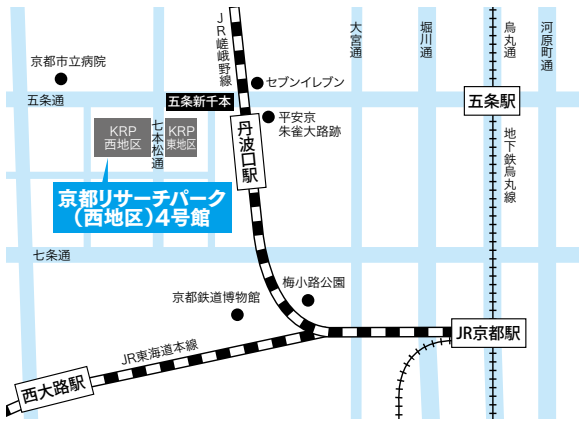 JR嵯峨野線
大宮通
堀川通
烏丸通
河原町通
京都市立病院
セブンイレブン
五条通
五条新千本
五条駅
平安京
朱雀大路跡
KRP
西地区
七本松通
KRP
東地区
丹波口駅
地下鉄烏丸線
京都リサーチパーク
(西地区)4号館
七条通
梅小路公園
京都鉄道博物館
JR京都駅
JR東海道本線
西大路駅